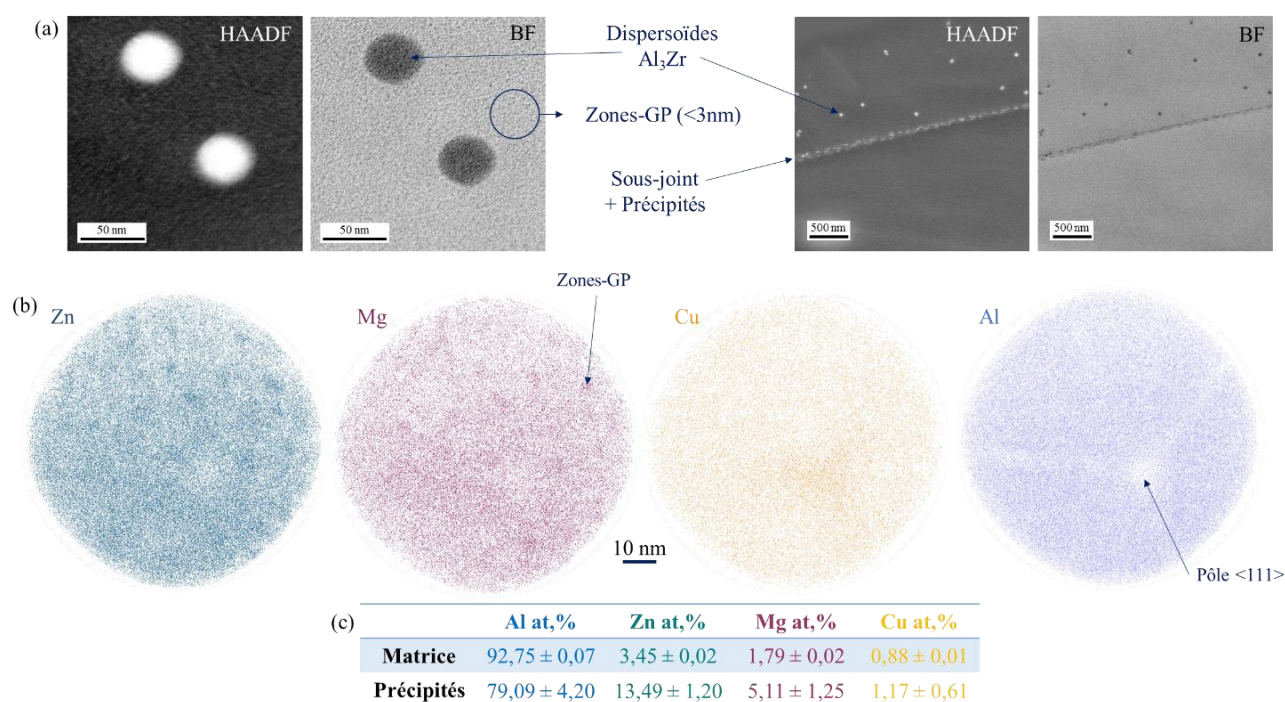 (a)
HAADF
50 nm
BF
50 nm
Dispersoïdes
Al₃Zr
Zones-GP (<3nm)
Sous-joint
+ Précipités
HAADF
500 nm
BF
500 nm
(b)
Zn
Mg
Zones-GP
Cu
Al
10 nm
Pôle <111>
(c)
Al at,% Zn at,% Mg at,% Cu at,%
Matrice 92,75 ± 0,07 3,45 ± 0,02 1,79 ± 0,02 0,88 ± 0,01
Précipités 79,09 ± 4,20 13,49 ± 1,20 5,11 ± 1,25 1,17 ± 0,61